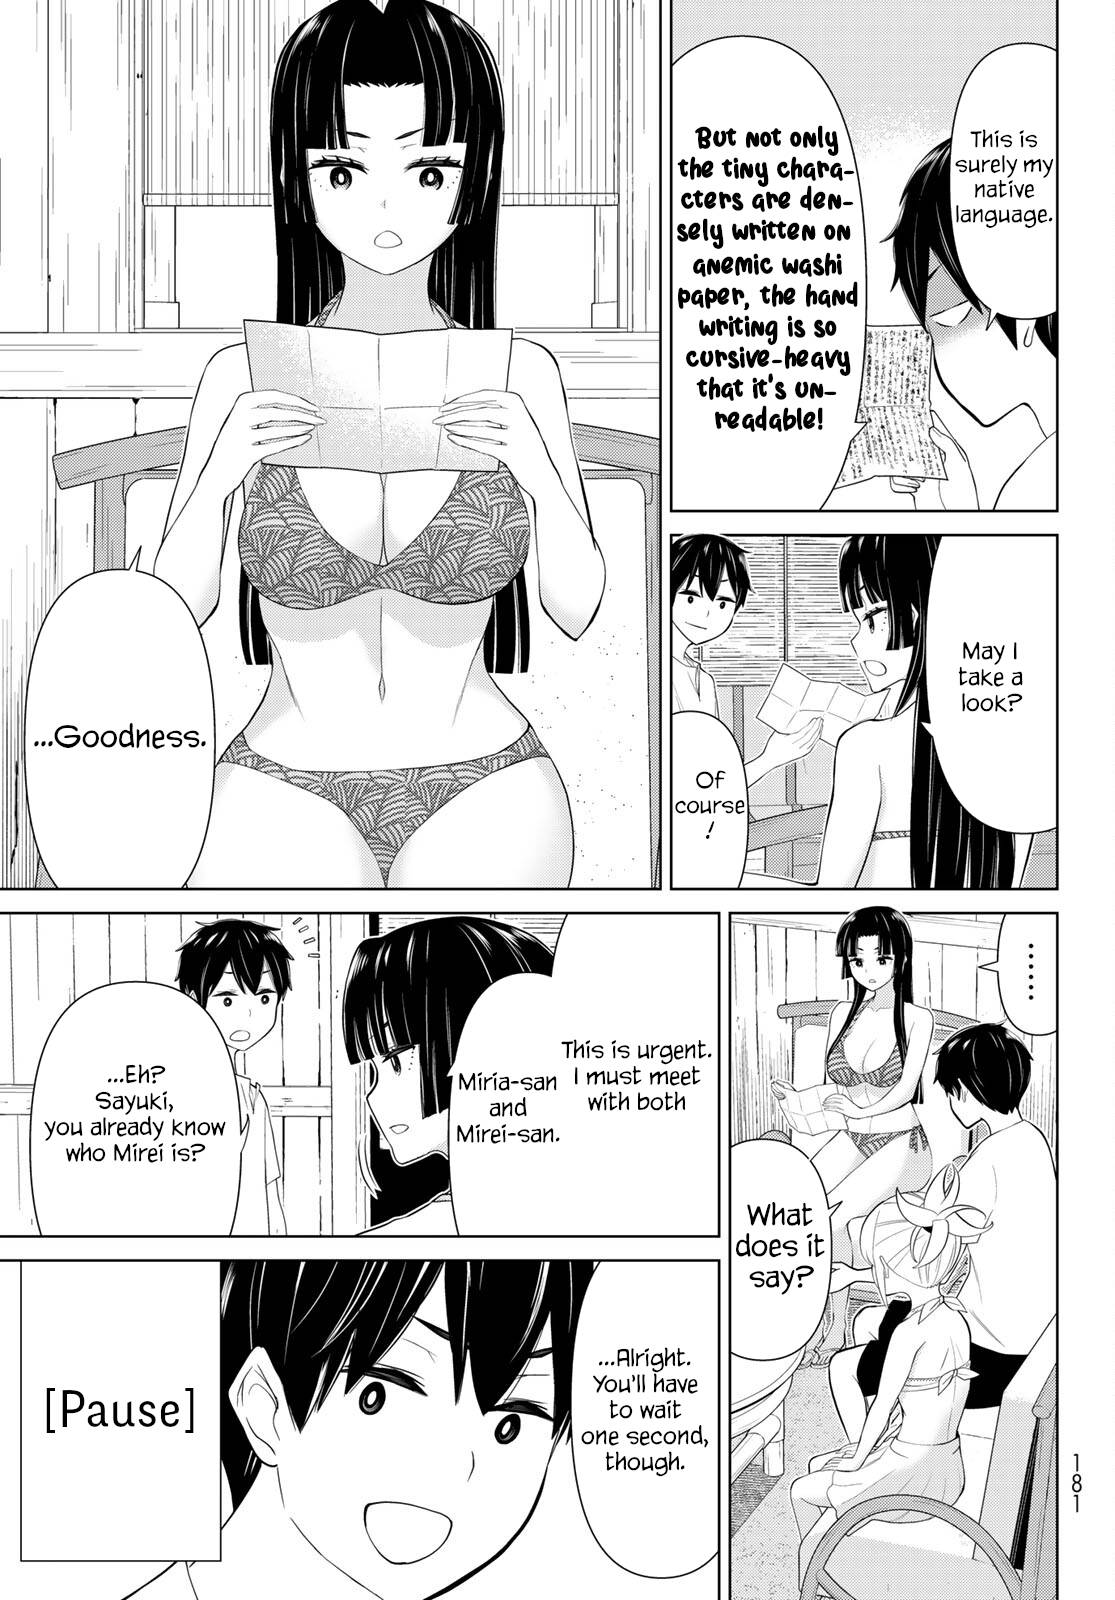 This is
surely my
native
language.
But not only
the tiny chara-
cters are den-
sely written on
anemic washi
paper, the hand
writing is so
cursive-heavy
that it's un-
readable!
May I
take a
look?
Of
course
!
...Goodness.
.......
What
does it
say?
This is urgent.
I must meet
with both
Miria-san
and
Mirei-san.
...Eh?
Sayuki,
you already know
who Mirei is?
...Alright.
You'll have
to wait
one second,
though.
[Pause]
181